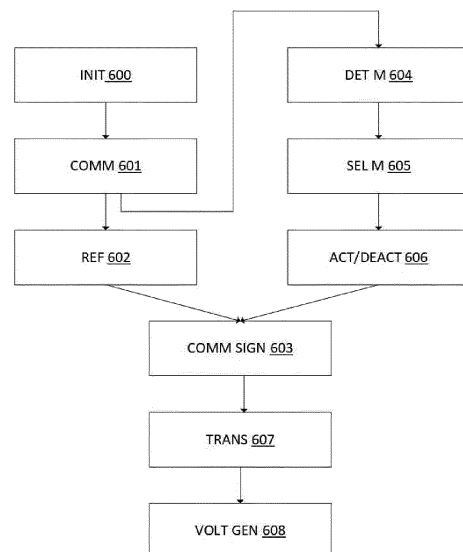 INIT 600
DET M 604
COMM 601
SEL M 605
REF 602
ACT/DEACT 606
COMM SIGN 603
TRANS 607
VOLT GEN 608